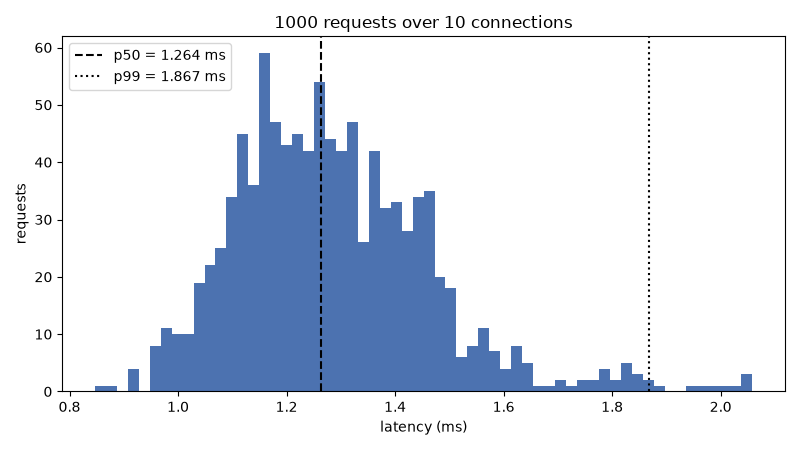 1000 requests over 10 connections
p50 = 1.264 ms
p99 = 1.867 ms
requests
60
50
40
30
20
10
0
0.8 1.0 1.2 1.4 1.6 1.8 2.0
latency (ms)